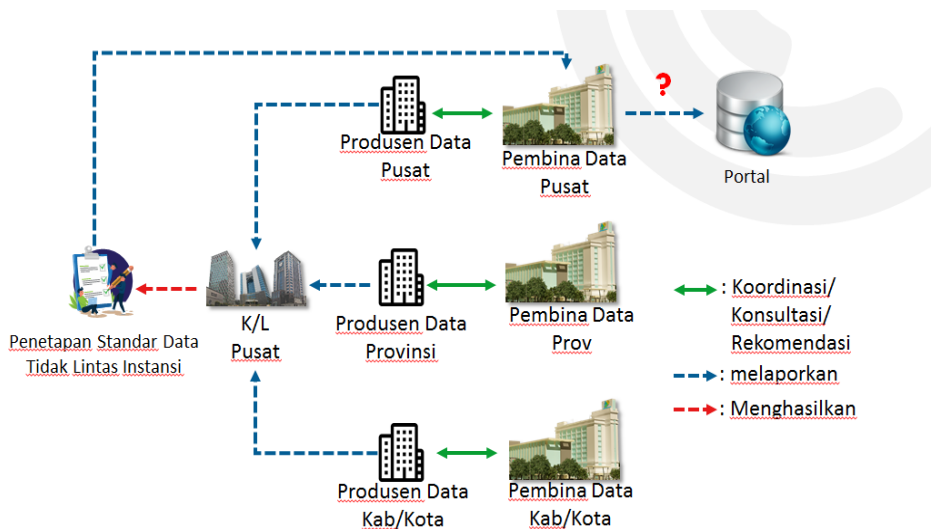 ?
Produsen Data
Pusat
Pembina Data
Pusat
Portal
Penetapan Standar Data
Tidak Lintas Instansi
K/L
Pusat
Produsen Data
Provinsi
Pembina Data
Prov
: Koordinasi/
Konsultasi/
Rekomendasi
: melaporkan
: Menghasilkan
Produsen Data
Kab/Kota
Pembina Data
Kab/Kota